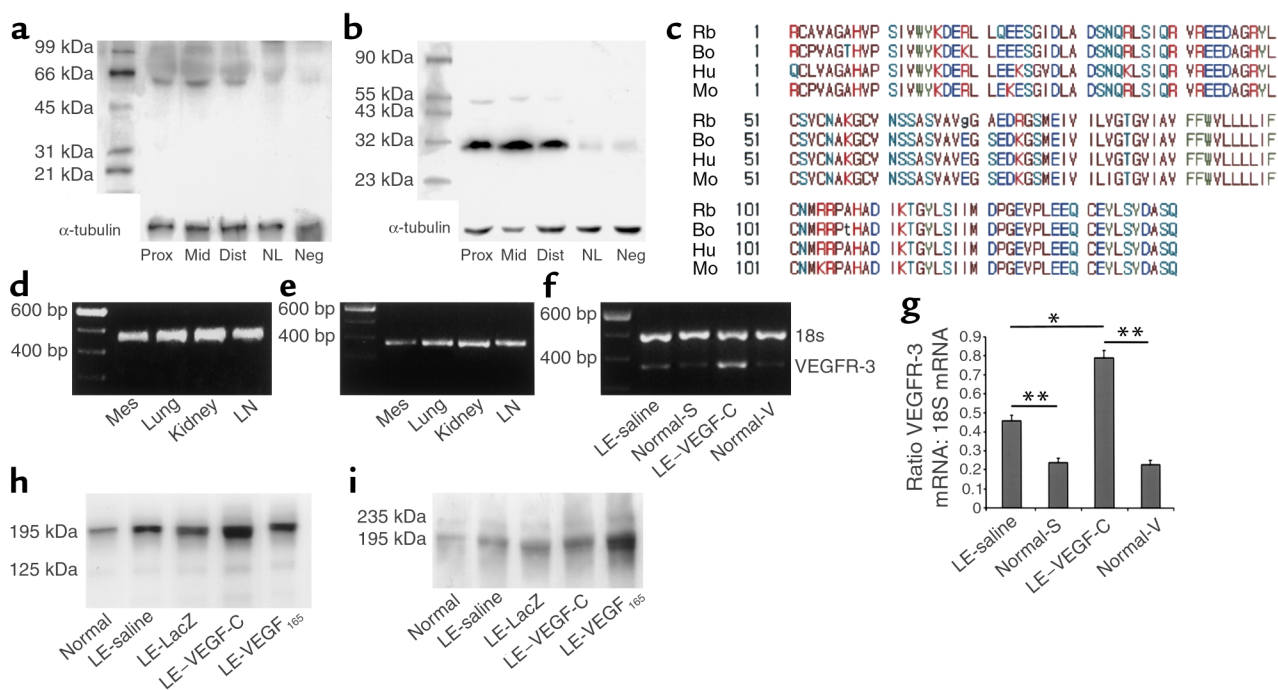 a
99 kDa
66 kDa
45 kDa
31 kDa
21 kDa
α-tubulin
Prox Mid Dist NL Neg
b
90 kDa
55 kDa
43 kDa
32 kDa
23 kDa
α-tubulin
Prox Mid Dist NL Neg
c
Rb 1 RCAVAGAHVP SIVWYKDERL LQEESGIDLA DSNQRLSIQR VREEDAGRYL
Bo 1 RCPVAGTHVP SIVWYKDERL LEEESGIDLA DSNQRLSIQR VREEDAGHYL
Hu 1 QCLVAGAHAP SIVWYKDERL LEEKSGVDLA DSNQKLSIQR VREEDAGRYL
Mo 1 RCPVAGAHVP SIVWYKDERL LEKESGIDLA DSNQRLSIQR VREEDAGRYL
Rb 51 CSVCNAKGCV NSSASVAVgG AEDRGSMEIV ILVGTGVIAV FFWVLLLLIF
Bo 51 CSVCNAKGCV NSSASVAVEG SEDKGSMEIV ILVGTGVIAV FFWVLLLLIF
Hu 51 CSVCNAKGCV NSSASVAVEG SEDKGSMEIV ILVGTGVIAV FFWVLLLLIF
Mo 51 CSVCNAKGCV NSSASVAVEG SEDKGSMEIV ILIGTGVIAV FFWVLLLLIF
Rb 101 CNMRRPAHAD IKTGYLSIIM DPGEVPLEEQ CEYLSYDASQ
Bo 101 CNMRRPtHAD IKTGYLSIIM DPGEVPLEEQ CEYLSYDASQ
Hu 101 CNMRRPAHAD IKTGYLSIIM DPGEVPLEEQ CEYLSYDASQ
Mo 101 CNMKRPAHAD IKTGYLSIIM DPGEVPLEEQ CEYLSYDASQ
d
600 bp
400 bp
Mes Lung Kidney LN
e
600 bp
400 bp
Mes Lung Kidney LN
f
600 bp
400 bp
18s
VEGFR-3
LE-saline Normal-S LE–VEGF-C Normal-V
g
Ratio VEGFR-3
mRNA: 18S mRNA
0.9
0.8
0.7
0.6
0.5
0.4
0.3
0.2
0.1
0
*
**
**
LE-saline Normal-S LE–VEGF-C Normal-V
h
195 kDa
125 kDa
Normal LE-saline LE-LacZ LE–VEGF-C LE-VEGF 165
i
235 kDa
195 kDa
Normal LE-saline LE-LacZ LE–VEGF-C LE-VEGF 165